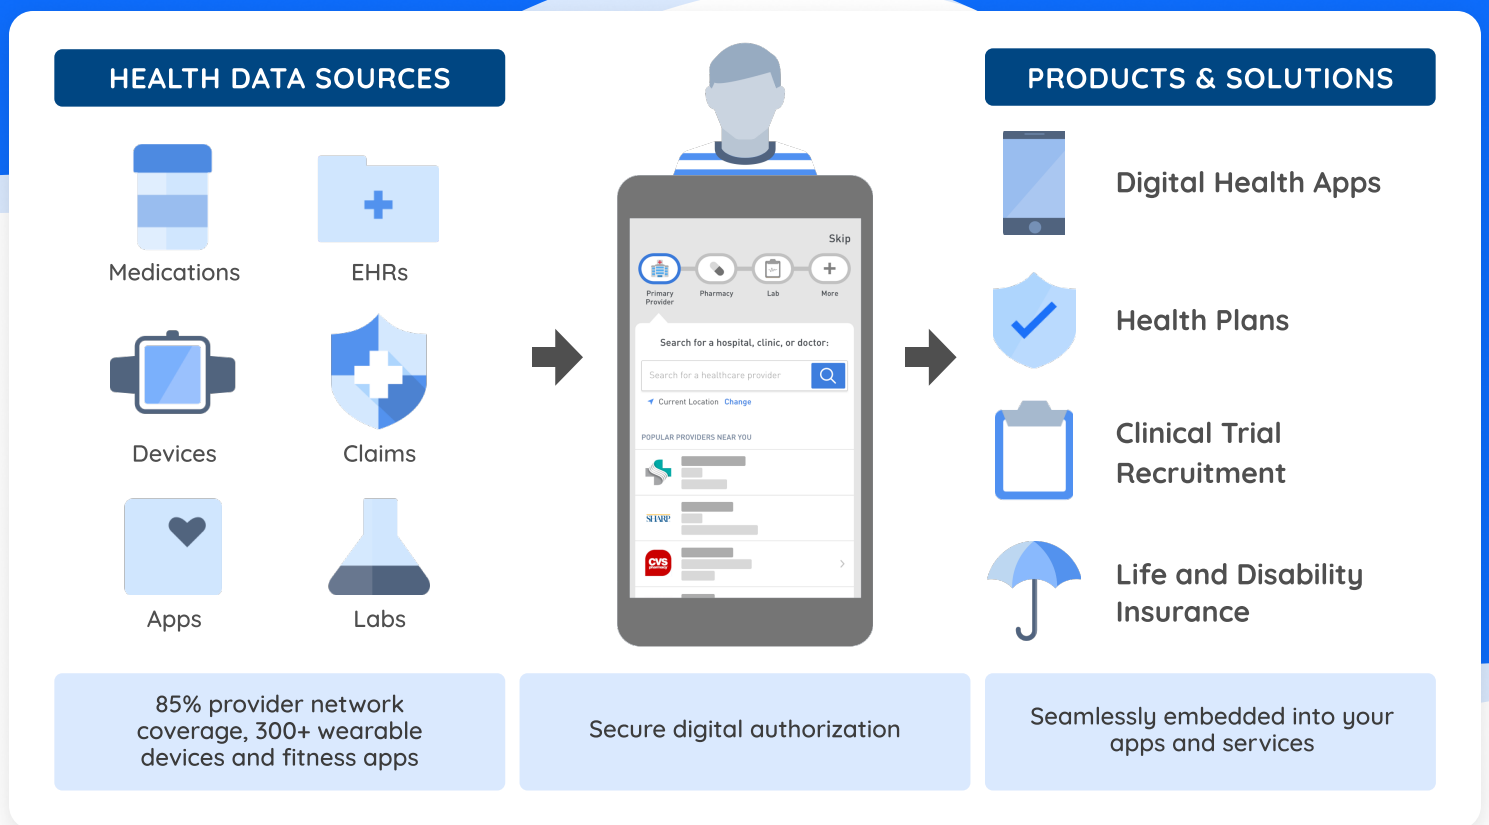 HEALTH DATA SOURCES
Medications
EHRs
Devices
Claims
Apps
Labs
85% provider network
coverage, 300+ wearable
devices and fitness apps
Skip
Primary
Provider
Pharmacy
Lab
More
Search for a hospital, clinic, or doctor:
Search for a healthcare provider
Current Location Change
POPULAR PROVIDERS NEAR YOU
SHARP
CVS
pharmacy
Secure digital authorization
PRODUCTS & SOLUTIONS
Digital Health Apps
Health Plans
Clinical Trial
Recruitment
Life and Disability
Insurance
Seamlessly embedded into your
apps and services